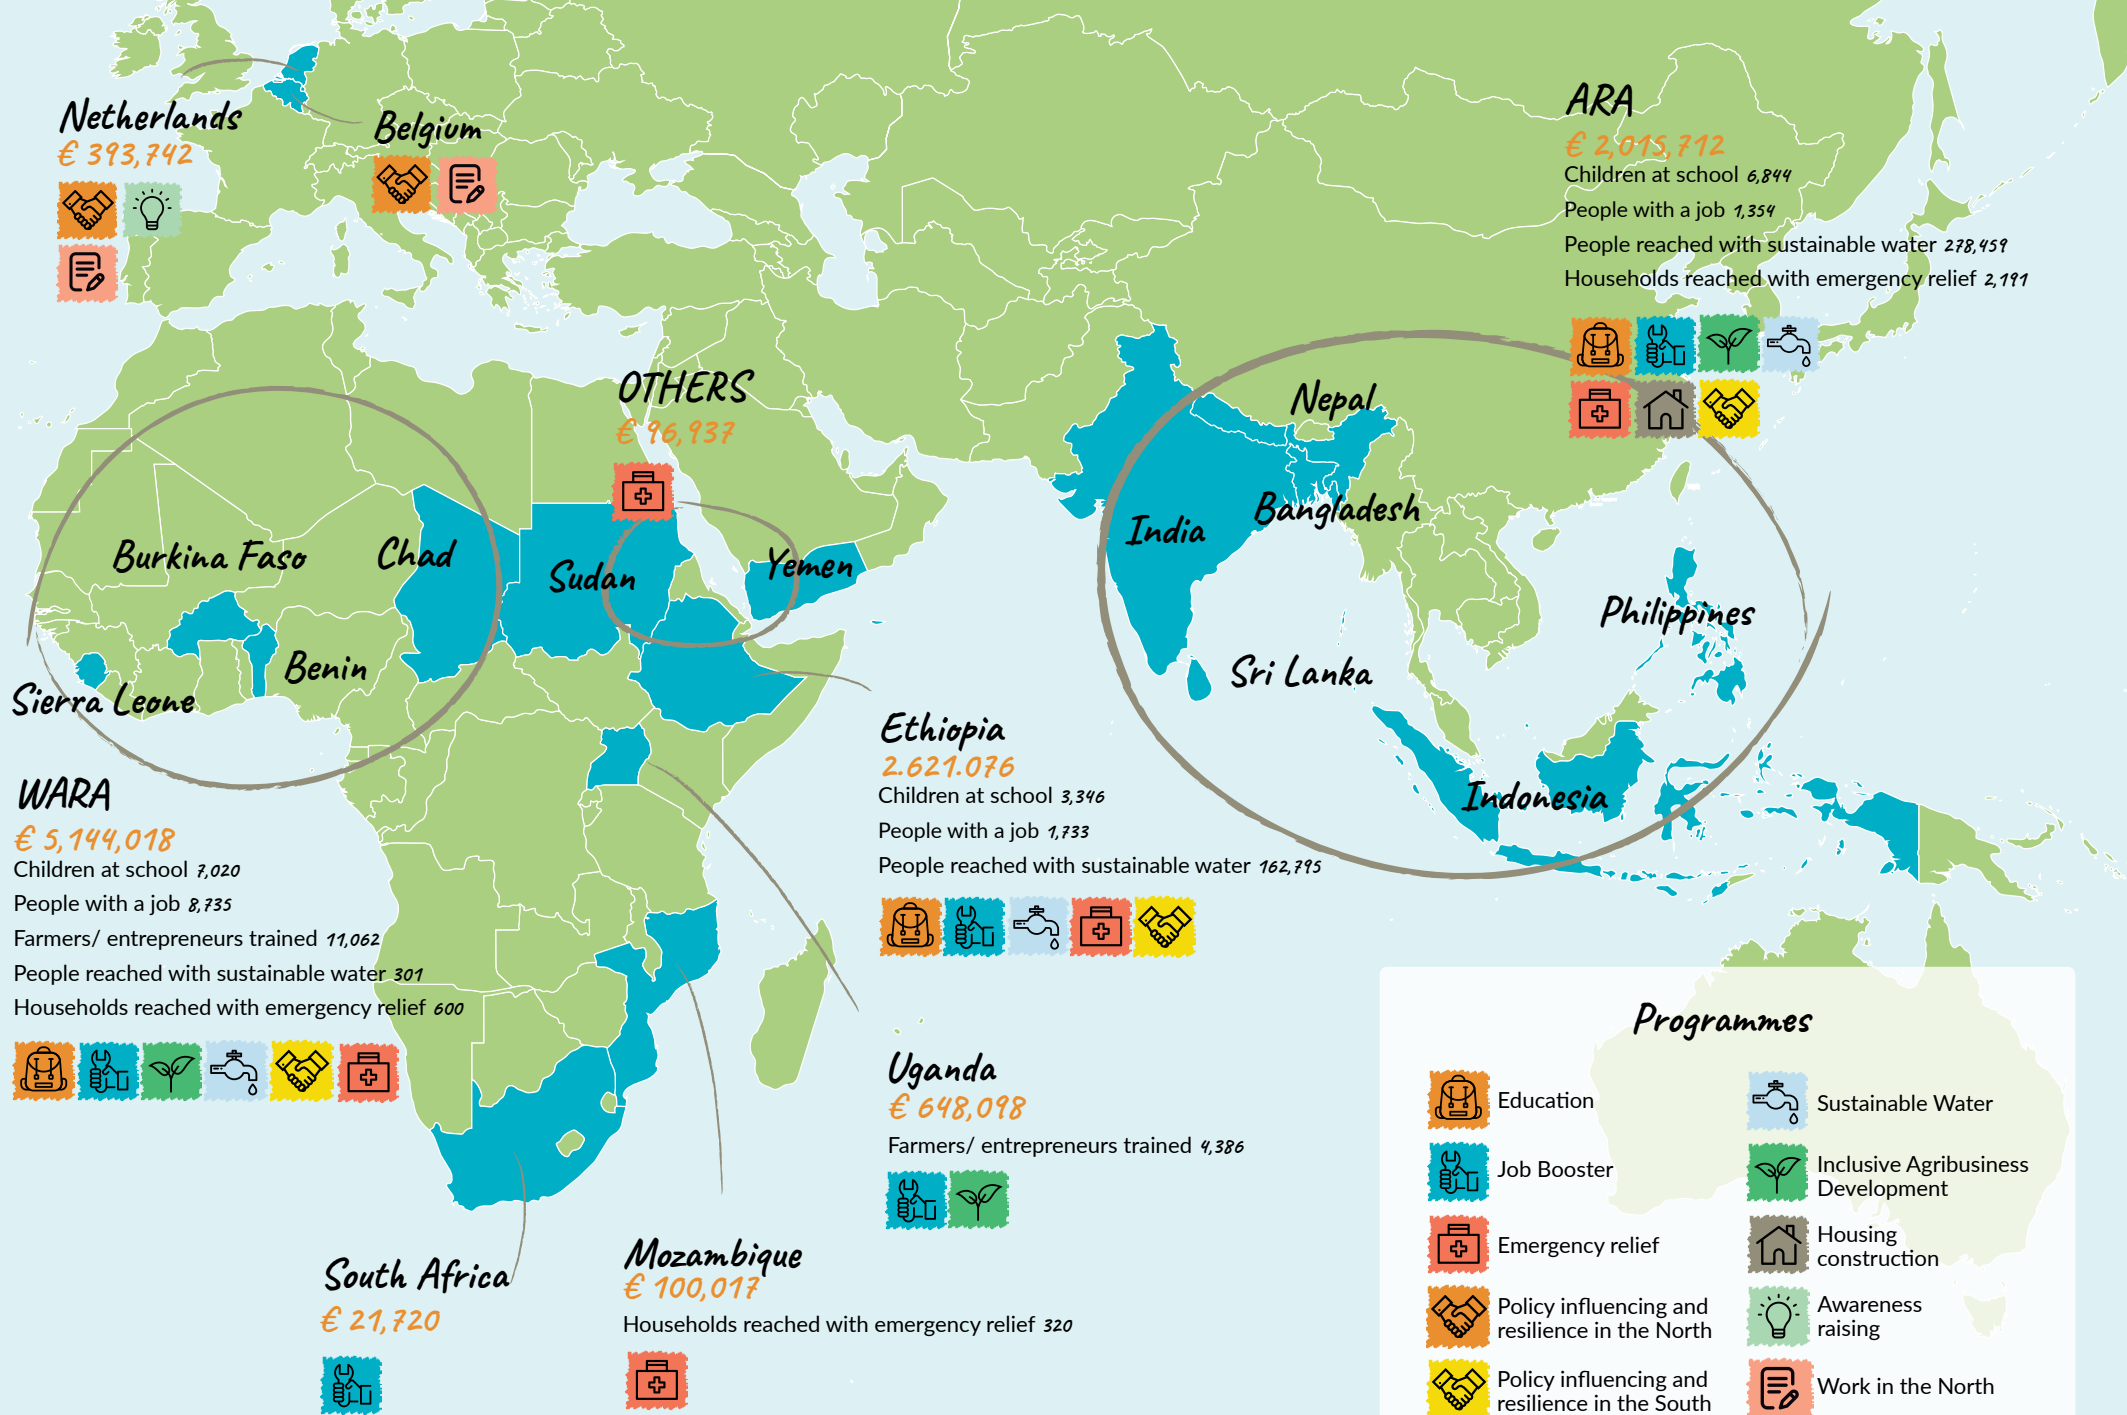 Netherlands
€ 393,742
Belgium
ARA
€ 2,015,712
Children at school 6,844
People with a job 1,354
People reached with sustainable water 278,459
Households reached with emergency relief 2,191
OTHERS
€ 96,937
Nepal
Bangladesh
India
Burkina Faso
Chad
Sudan
Yemen
Philippines
Benin
Sierra Leone
Sri Lanka
Indonesia
WARA
€ 5,144,018
Children at school 7,020
People with a job 8,735
Farmers/ entrepreneurs trained 11,062
People reached with sustainable water 301
Households reached with emergency relief 600
Ethiopia
2.621.076
Children at school 3,346
People with a job 1,733
People reached with sustainable water 162,795
Uganda
€ 648,098
Farmers/ entrepreneurs trained 4,386
South Africa
€ 21,720
Mozambique
€ 100,017
Households reached with emergency relief 320
Programmes
Education
Job Booster
Emergency relief
Policy influencing and
resilience in the North
Policy influencing and
resilience in the South
Sustainable Water
Inclusive Agribusiness
Development
Housing
construction
Awareness
raising
Work in the North